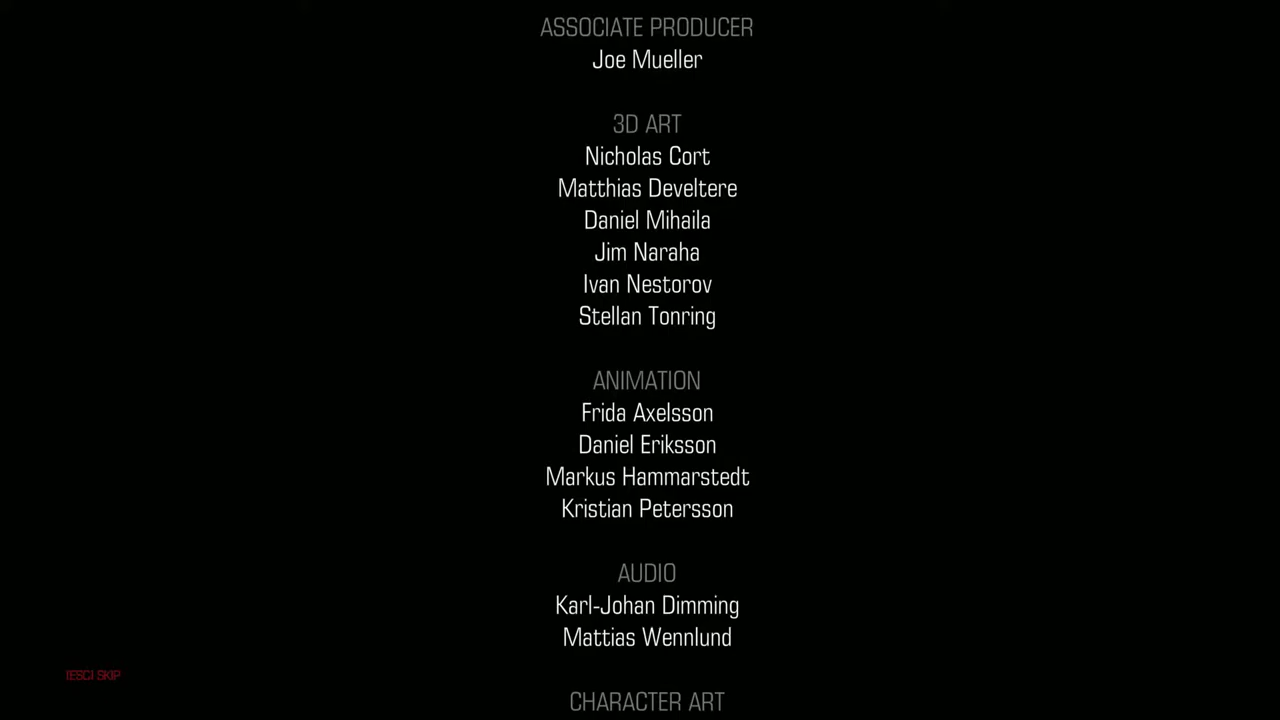 ASSOCIATE PRODUCER
Joe Mueller
3D ART
Nicholas Cort
Matthias Develtere
Daniel Mihaila
Jim Naraha
Ivan Nestorov
Stellan Tonring
ANIMATION
Frida Axelsson
Daniel Eriksson
Markus Hammarstedt
Kristian Petersson
AUDIO
Karl-Johan Dimming
Mattias Wennlund
[ESC] SKIP
CHARACTER ART